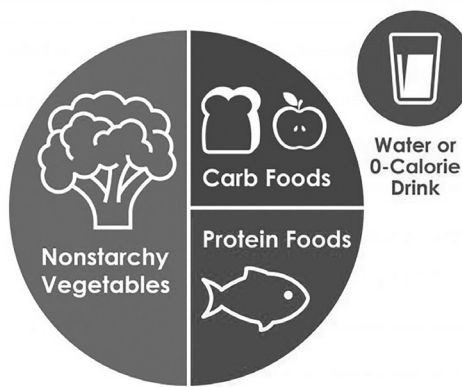 Nonstarchy
Vegetables
Carb Foods
Protein Foods
Water or
0-Calorie
Drink